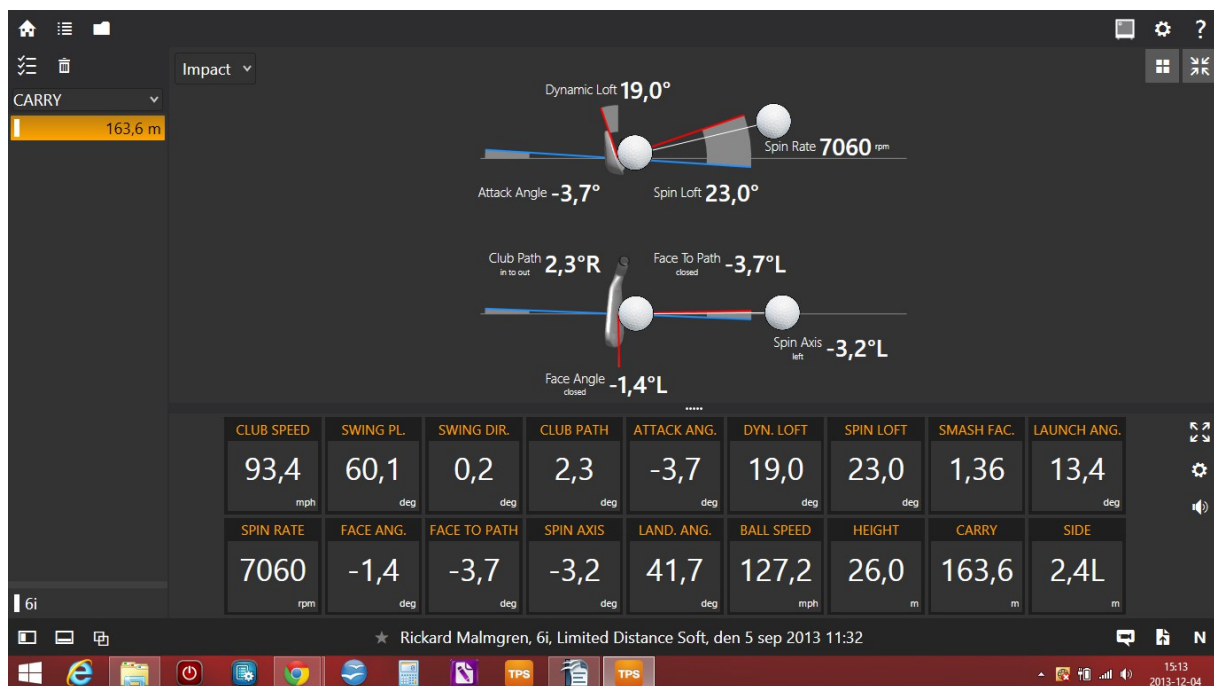 ?
Impact
CARRY
163,6 m
Dynamic Loft 19,0°
Spin Rate 7060 rpm
Attack Angle -3,7°
Spin Loft 23,0°
Club Path 2,3°R
in to out
Face To Path -3,7°L
closed
Spin Axis -3,2°L
left
Face Angle -1,4°L
closed
CLUB SPEED SWING PL. SWING DIR. CLUB PATH ATTACK ANG. DYN. LOFT SPIN LOFT SMASH FAC. LAUNCH ANG.
93,4 60,1 0,2 2,3 -3,7 19,0 23,0 1,36 13,4
mph deg deg deg deg deg deg deg
SPIN RATE FACE ANG. FACE TO PATH SPIN AXIS LAND. ANG. BALL SPEED HEIGHT CARRY SIDE
7060 -1,4 -3,7 -3,2 41,7 127,2 26,0 163,6 2,4L
rpm deg deg deg deg mph m m m
6i
Rickard Malmgren, 6i, Limited Distance Soft, den 5 sep 2013 11:32
N
TPS
TPS
15:13
2013-12-04